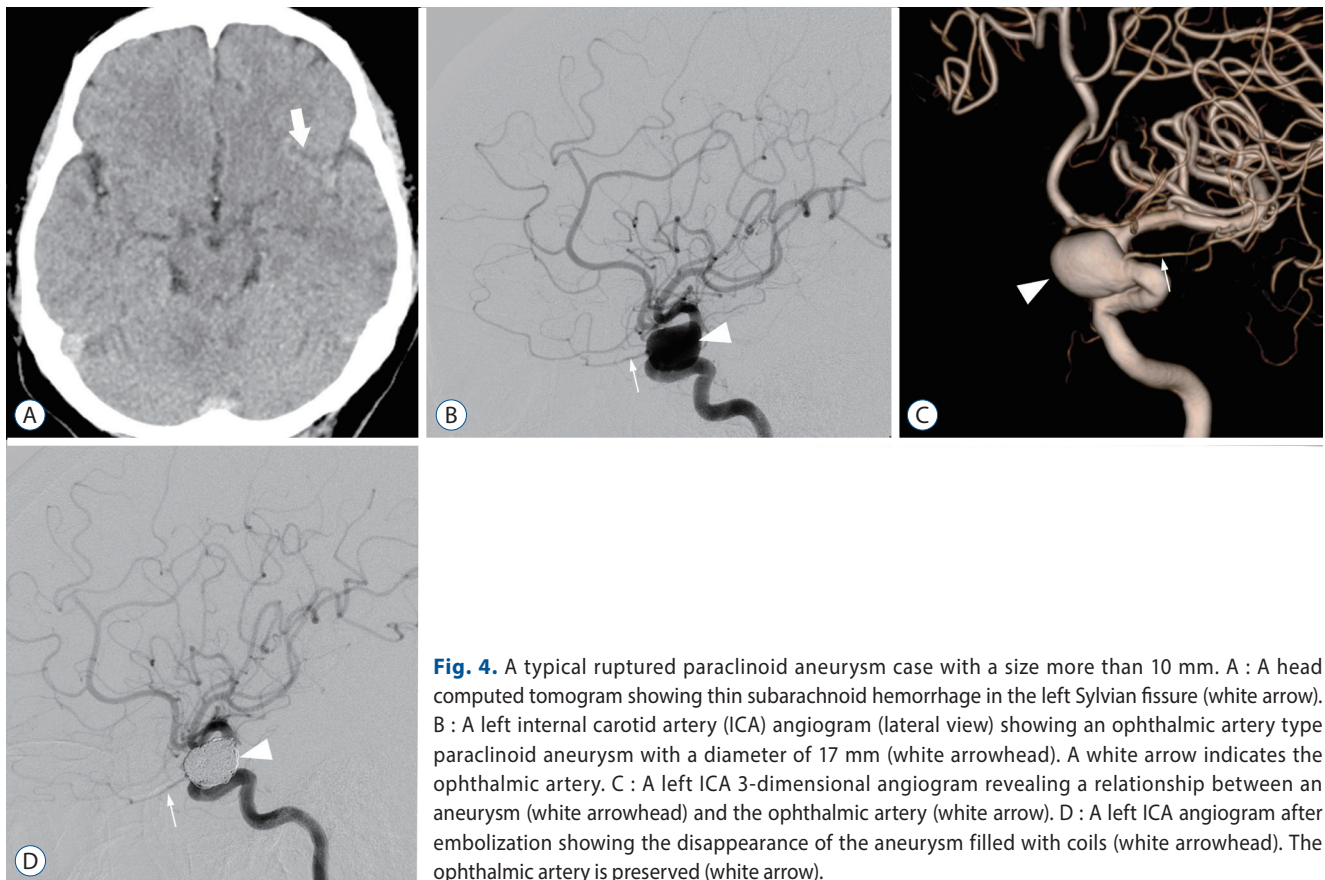 A
B
C
D
Fig. 4. A typical ruptured paraclinoid aneurysm case with a size more than 10 mm. A : A head
computed tomogram showing thin subarachnoid hemorrhage in the left Sylvian fissure (white arrow).
B : A left internal carotid artery (ICA) angiogram (lateral view) showing an ophthalmic artery type
paraclinoid aneurysm with a diameter of 17 mm (white arrowhead). A white arrow indicates the
ophthalmic artery. C : A left ICA 3-dimensional angiogram revealing a relationship between an
aneurysm (white arrowhead) and the ophthalmic artery (white arrow). D : A left ICA angiogram after
embolization showing the disappearance of the aneurysm filled with coils (white arrowhead). The
ophthalmic artery is preserved (white arrow).